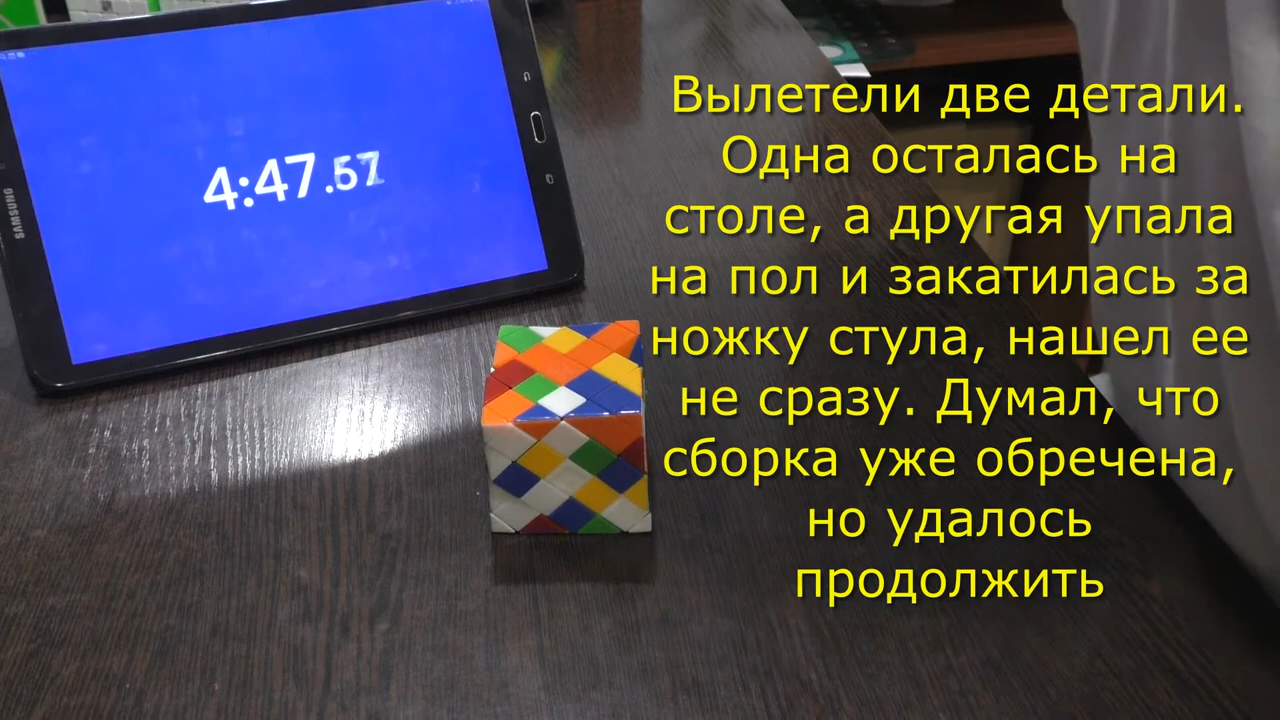 4:47.57
SAMSUNG
Вылетели две детали.
Одна осталась на
столе, а другая упала
на пол и закатилась за
ножку стула, нашел ее
не сразу. Думал, что
сборка уже обречена,
но удалось
продолжить